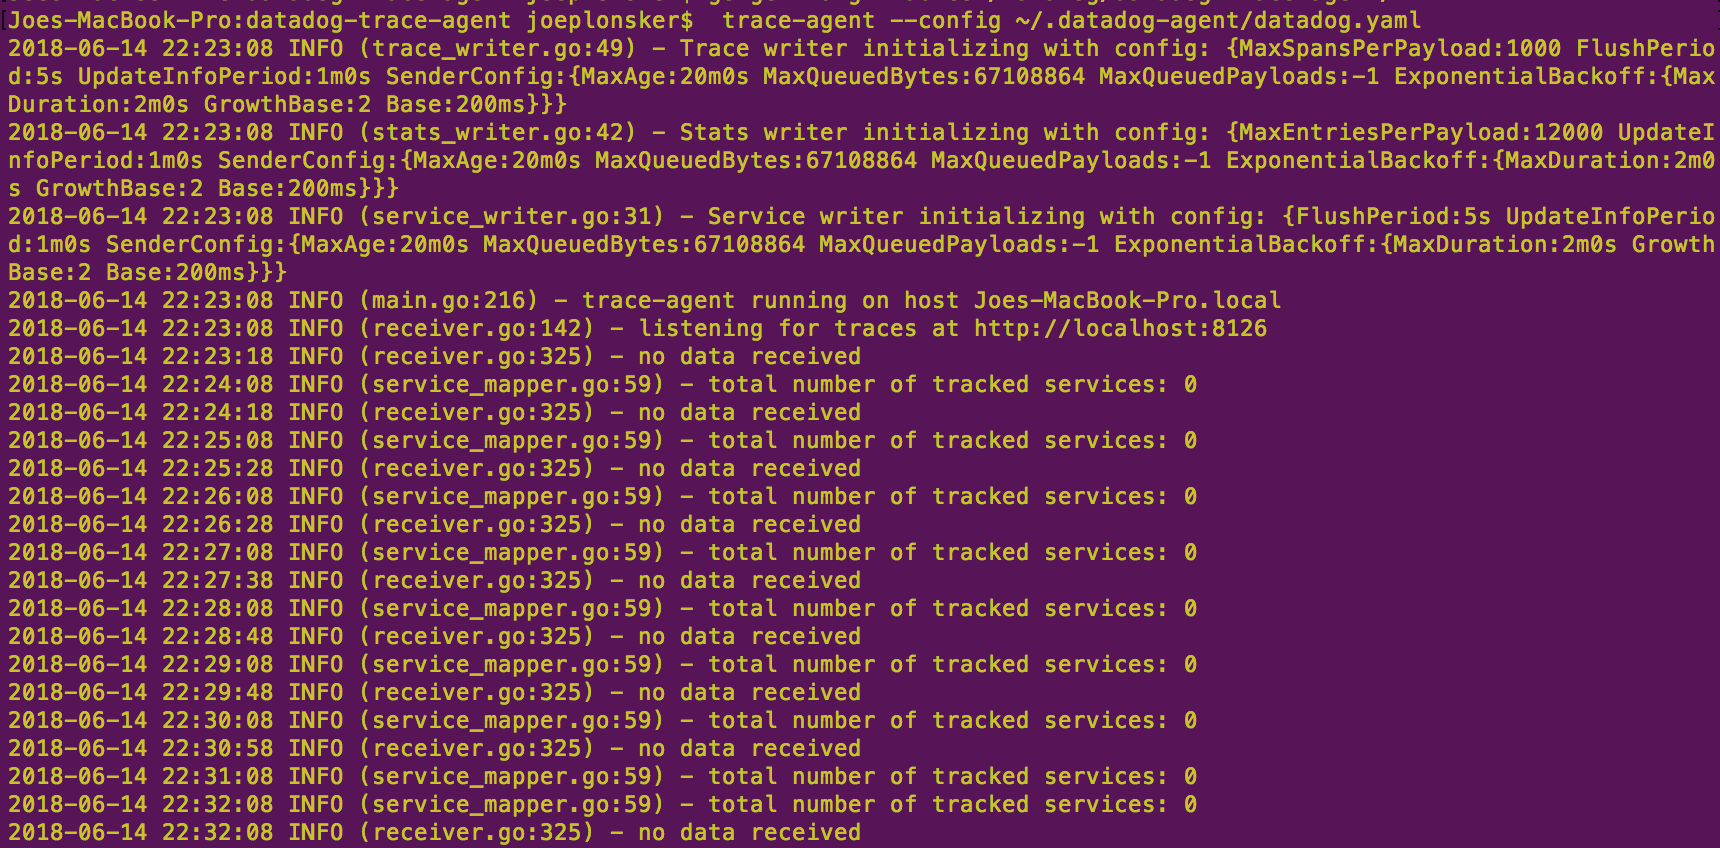 Joes-MacBook-Pro:datadog-trace-agent joeplonsker$  trace-agent --config ~/.datadog-agent/datadog.yaml
2018-06-14 22:23:08 INFO (trace_writer.go:49) - Trace writer initializing with config: {MaxSpansPerPayload:1000 FlushPerio
d:5s UpdateInfoPeriod:1m0s SenderConfig:{MaxAge:20m0s MaxQueuedBytes:67108864 MaxQueuedPayloads:-1 ExponentialBackoff:{Max
Duration:2m0s GrowthBase:2 Base:200ms}}}
2018-06-14 22:23:08 INFO (stats_writer.go:42) - Stats writer initializing with config: {MaxEntriesPerPayload:12000 UpdateI
nfoPeriod:1m0s SenderConfig:{MaxAge:20m0s MaxQueuedBytes:67108864 MaxQueuedPayloads:-1 ExponentialBackoff:{MaxDuration:2m0
s GrowthBase:2 Base:200ms}}}
2018-06-14 22:23:08 INFO (service_writer.go:31) - Service writer initializing with config: {FlushPeriod:5s UpdateInfoPerio
d:1m0s SenderConfig:{MaxAge:20m0s MaxQueuedBytes:67108864 MaxQueuedPayloads:-1 ExponentialBackoff:{MaxDuration:2m0s Growth
Base:2 Base:200ms}}}
2018-06-14 22:23:08 INFO (main.go:216) - trace-agent running on host Joes-MacBook-Pro.local
2018-06-14 22:23:08 INFO (receiver.go:142) - listening for traces at http://localhost:8126
2018-06-14 22:23:18 INFO (receiver.go:325) - no data received
2018-06-14 22:24:08 INFO (service_mapper.go:59) - total number of tracked services: 0
2018-06-14 22:24:18 INFO (receiver.go:325) - no data received
2018-06-14 22:25:08 INFO (service_mapper.go:59) - total number of tracked services: 0
2018-06-14 22:25:28 INFO (receiver.go:325) - no data received
2018-06-14 22:26:08 INFO (service_mapper.go:59) - total number of tracked services: 0
2018-06-14 22:26:28 INFO (receiver.go:325) - no data received
2018-06-14 22:27:08 INFO (service_mapper.go:59) - total number of tracked services: 0
2018-06-14 22:27:38 INFO (receiver.go:325) - no data received
2018-06-14 22:28:08 INFO (service_mapper.go:59) - total number of tracked services: 0
2018-06-14 22:28:48 INFO (receiver.go:325) - no data received
2018-06-14 22:29:08 INFO (service_mapper.go:59) - total number of tracked services: 0
2018-06-14 22:29:48 INFO (receiver.go:325) - no data received
2018-06-14 22:30:08 INFO (service_mapper.go:59) - total number of tracked services: 0
2018-06-14 22:30:58 INFO (receiver.go:325) - no data received
2018-06-14 22:31:08 INFO (service_mapper.go:59) - total number of tracked services: 0
2018-06-14 22:32:08 INFO (service_mapper.go:59) - total number of tracked services: 0
2018-06-14 22:32:08 INFO (receiver.go:325) - no data received